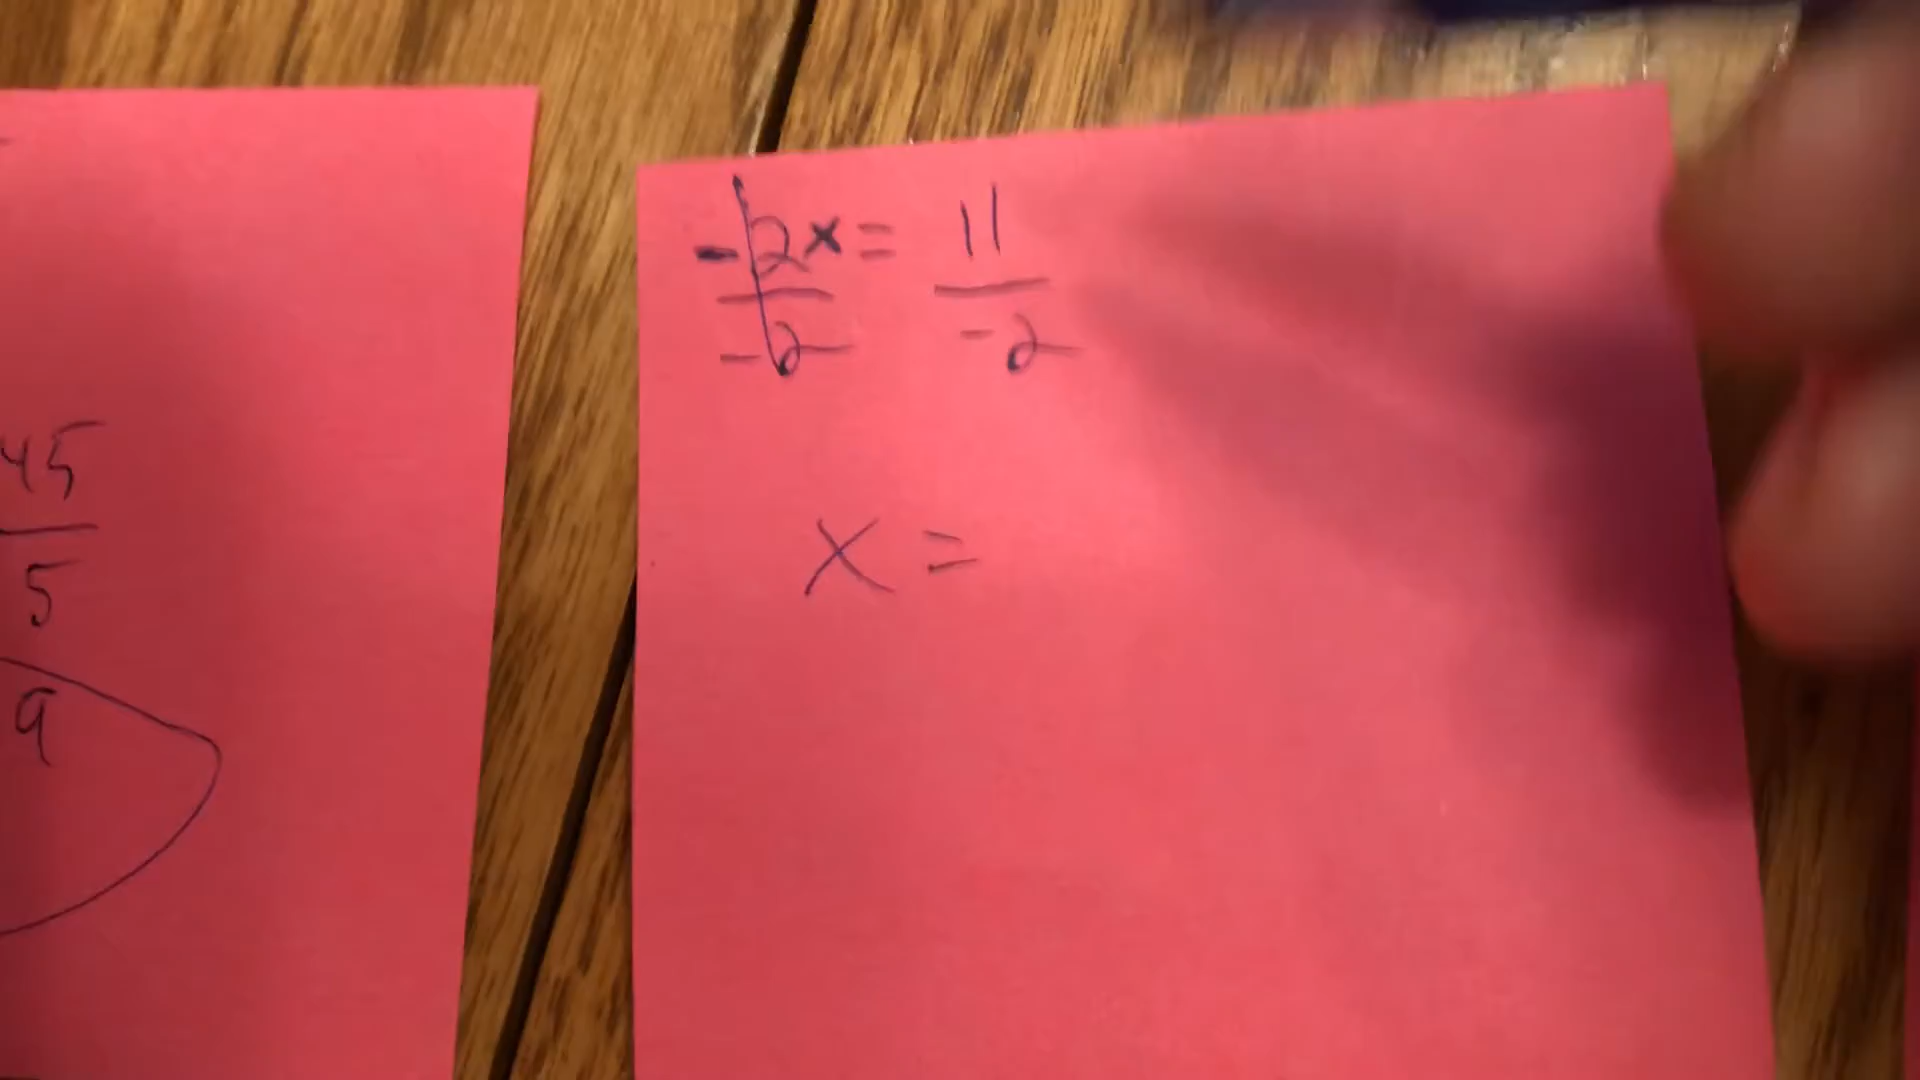 45
5
9
-2x = 11
-2 -2
x =